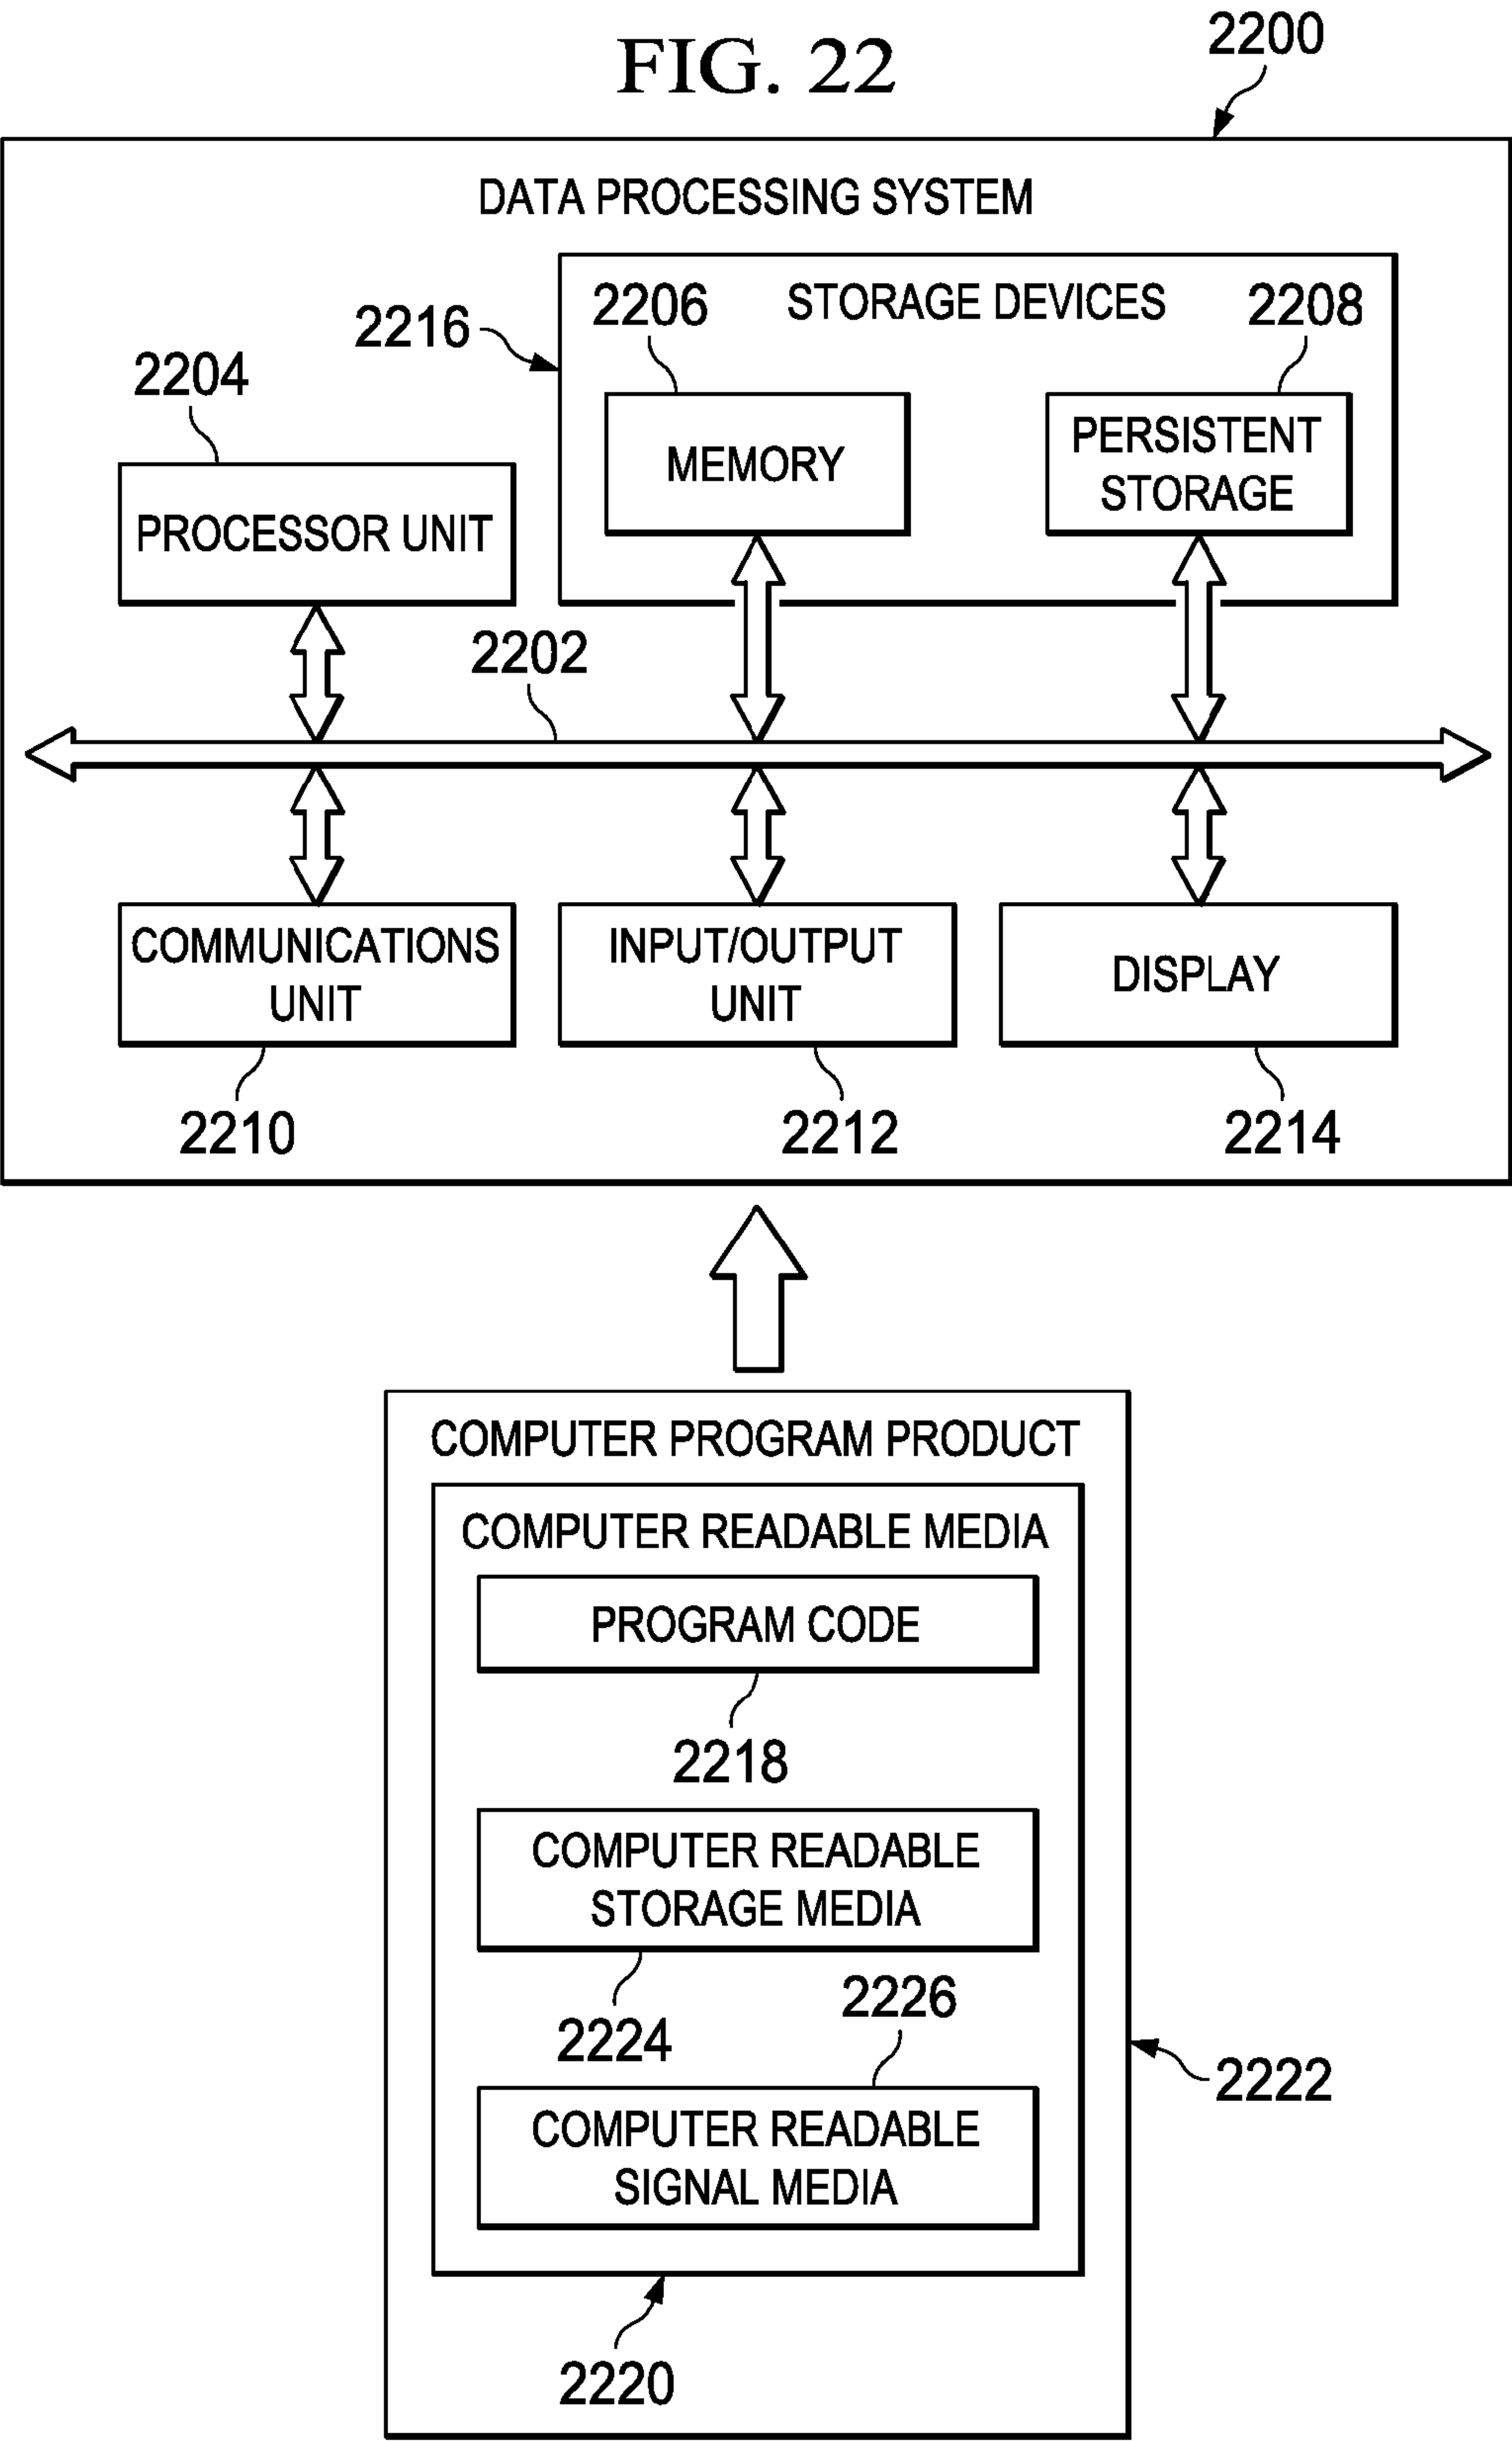 FIG. 22
2200
DATA PROCESSING SYSTEM
2216
2206
STORAGE DEVICES
2208
2204
MEMORY
PERSISTENT
STORAGE
PROCESSOR UNIT
2202
COMMUNICATIONS
UNIT
INPUT/OUTPUT
UNIT
DISPLAY
2210
2212
2214
COMPUTER PROGRAM PRODUCT
COMPUTER READABLE MEDIA
PROGRAM CODE
2218
COMPUTER READABLE
STORAGE MEDIA
2224
2226
COMPUTER READABLE
SIGNAL MEDIA
2222
2220